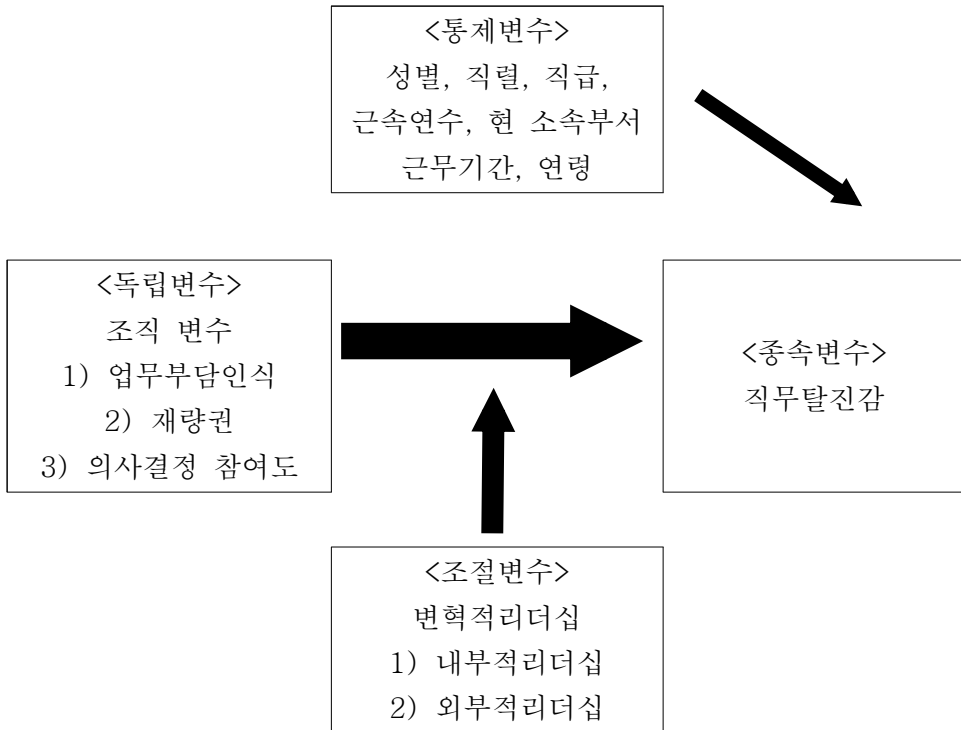 <통제변수>
성별, 직렬, 직급,
근속연수, 현 소속부서
근무기간, 연령
<독립변수>
조직 변수
1) 업무부담인식
2) 재량권
3) 의사결정 참여도
<종속변수>
직무탈진감
<조절변수>
변혁적리더십
1) 내부적리더십
2) 외부적리더십